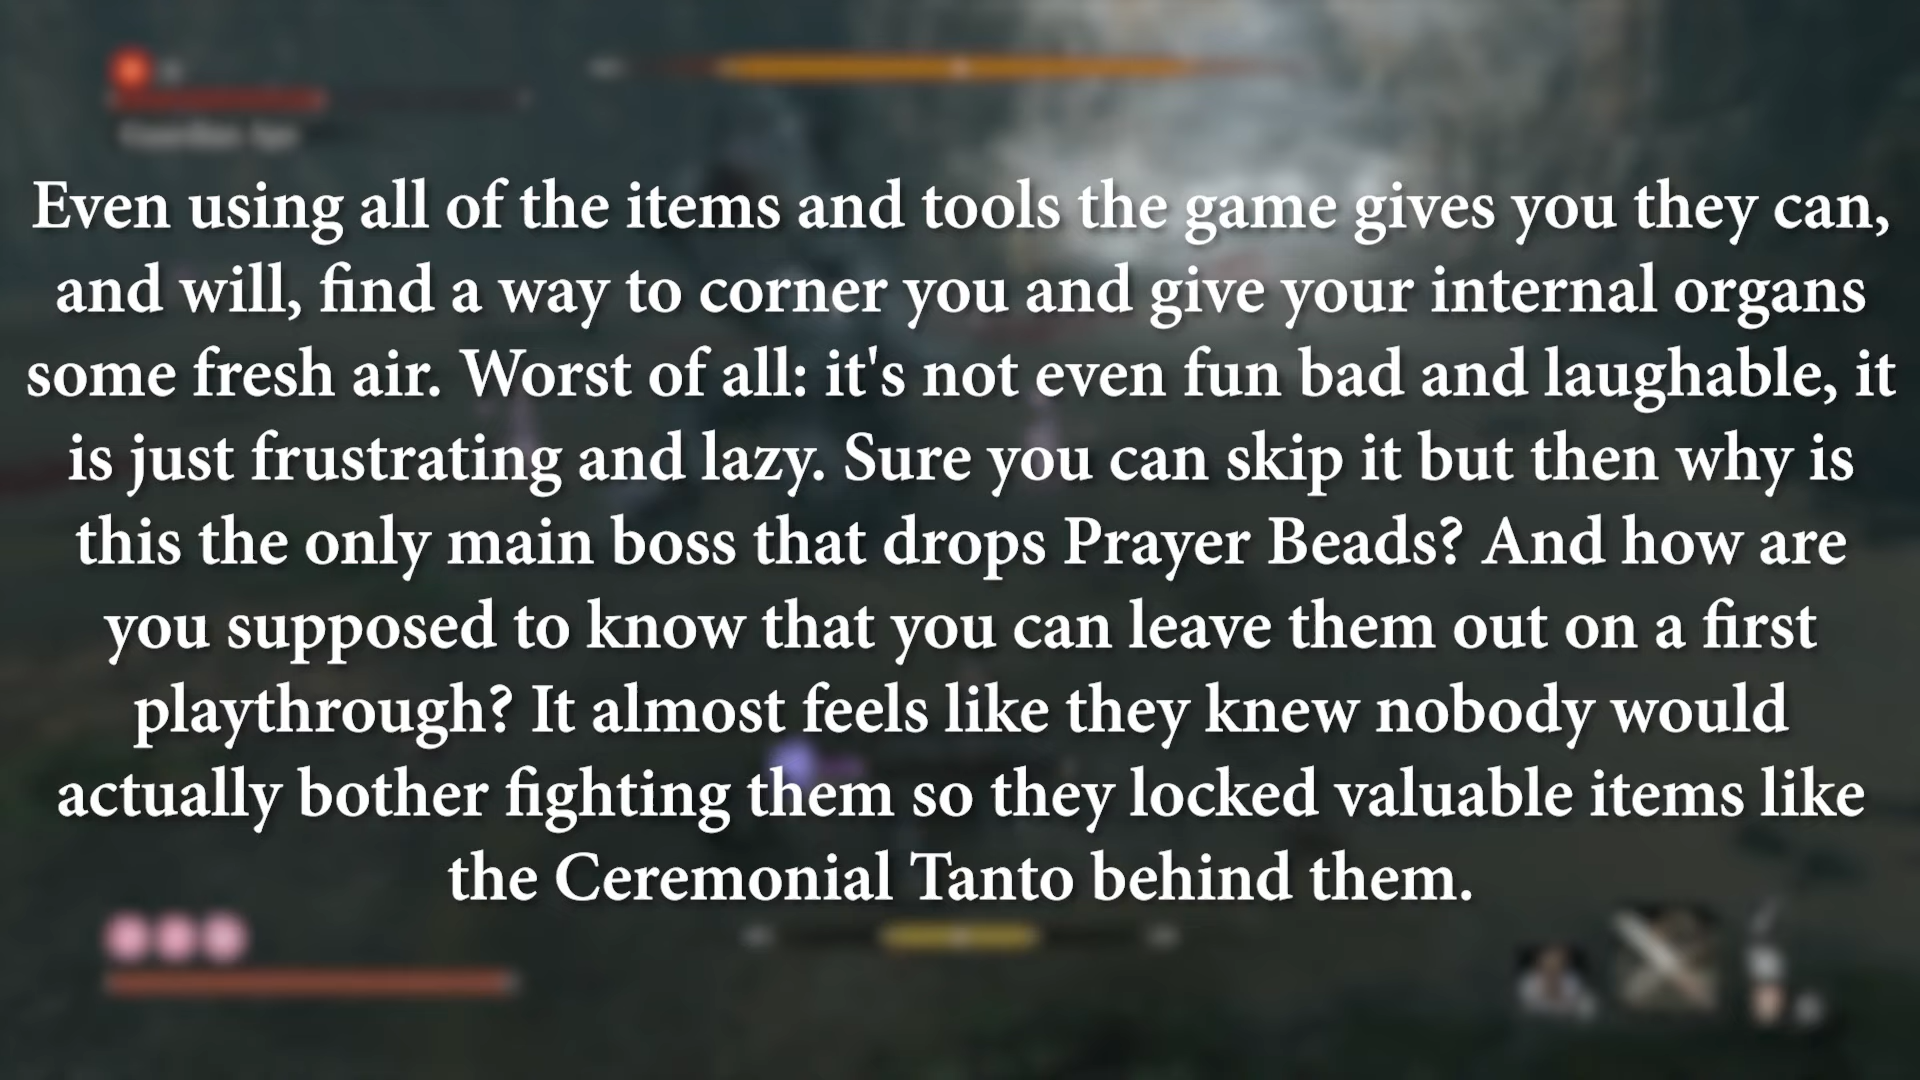 Guardian Ape
Even using all of the items and tools the game gives you they can,
and will, find a way to corner you and give your internal organs
some fresh air. Worst of all: it's not even fun bad and laughable, it
is just frustrating and lazy. Sure you can skip it but then why is
this the only main boss that drops Prayer Beads? And how are
you supposed to know that you can leave them out on a first
playthrough? It almost feels like they knew nobody would
actually bother fighting them so they locked valuable items like
the Ceremonial Tanto behind them.